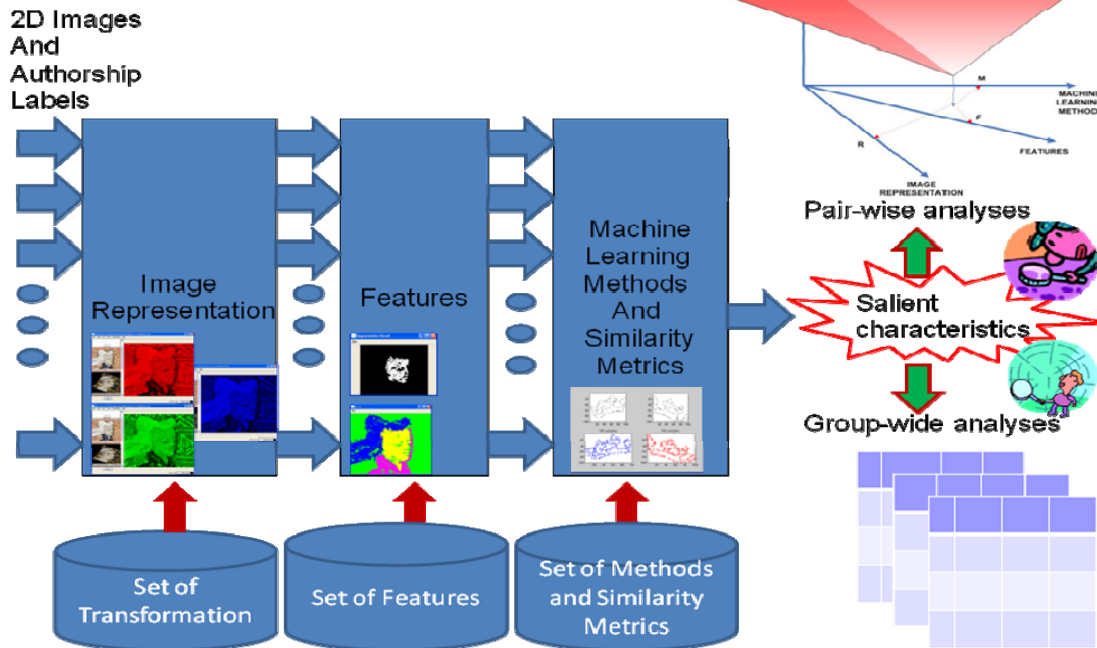 2D Images
And
Authorship
Labels
Image
Representation
Features
Machine
Learning
Methods
And
Similarity
Metrics
Set of
Transformation
Set of Features
Set of Methods
and Similarity
Metrics
M
F
R
MACHINE
LEARNING
METHODS
FEATURES
IMAGE
REPRESENTATION
Pair-wise analyses
Salient
characteristics
Group-wide analyses